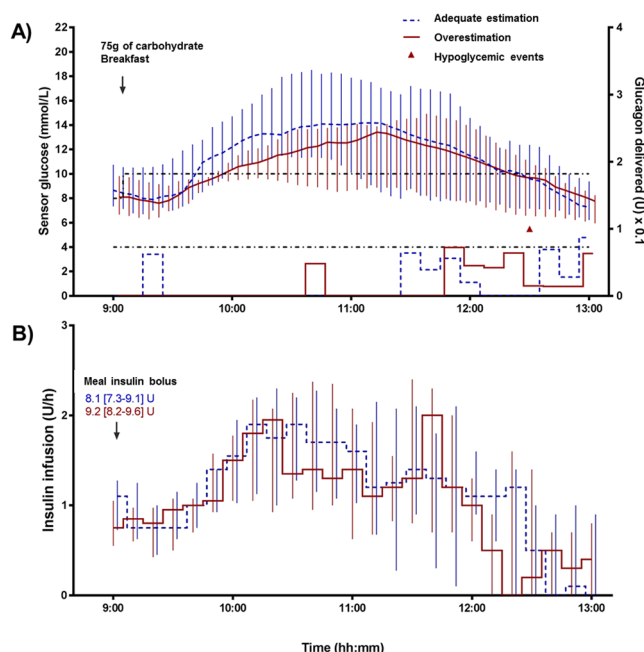 A)
Adequate estimation
Overestimation
Hypoglycemic events
75g of carbohydrate
Breakfast
Sensor glucose (mmol/L)
22
20
18
16
14
12
10
8
6
4
2
0
Glucagon delivered (U) x 0.1
4
3
2
1
0
9:00 10:00 11:00 12:00 13:00
B)
Meal insulin bolus
8.1 [7.3-9.1] U
9.2 [8.2-9.6] U
Insulin infusion (U/h)
3
2
1
0
9:00 10:00 11:00 12:00 13:00
Time (hh:mm)